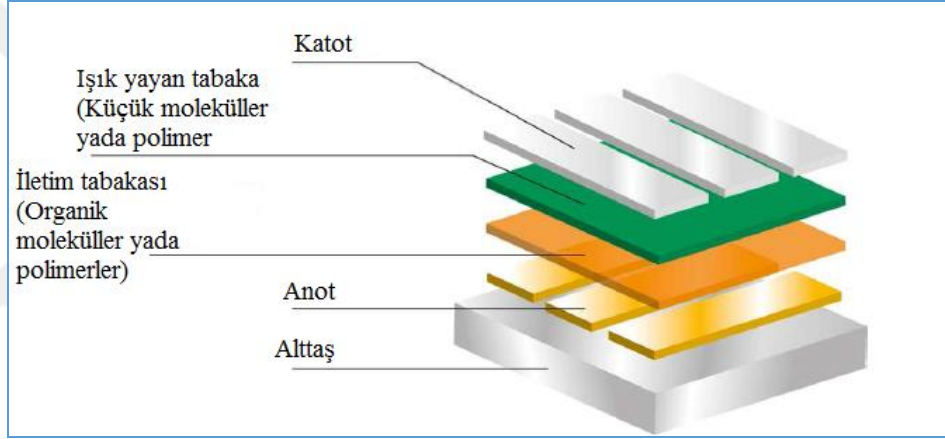 Katot
Işık yayan tabaka
(Küçük moleküller
yada polimer
İletim tabakası
(Organik
moleküller yada
polimerler)
Anot
Alttaş